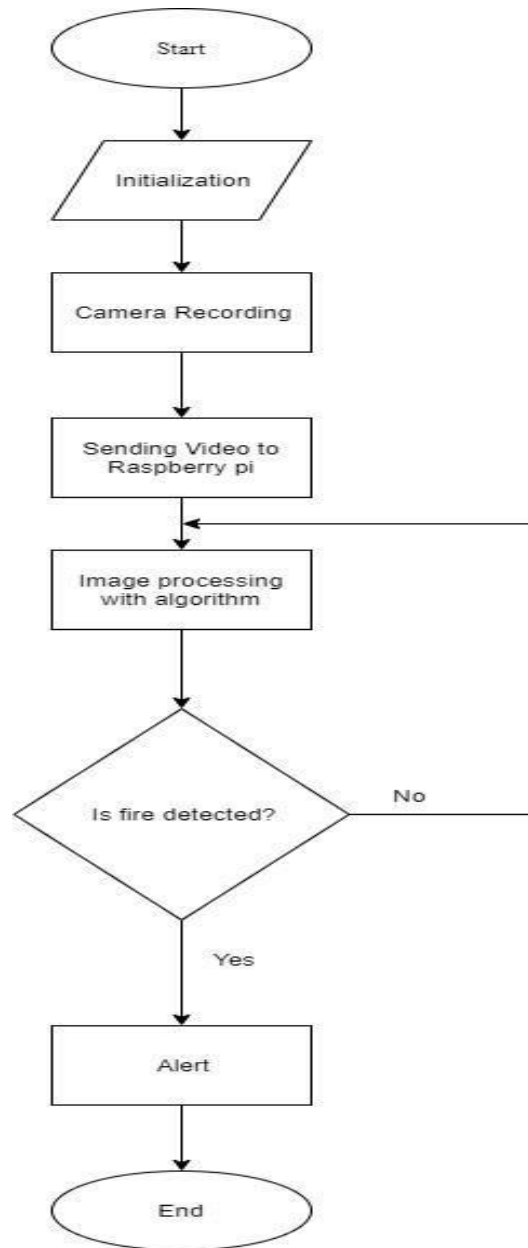 Start
Initialization
Camera Recording
Sending Video to
Raspberry pi
Image processing
with algorithm
Is fire detected?
No
Yes
Alert
End